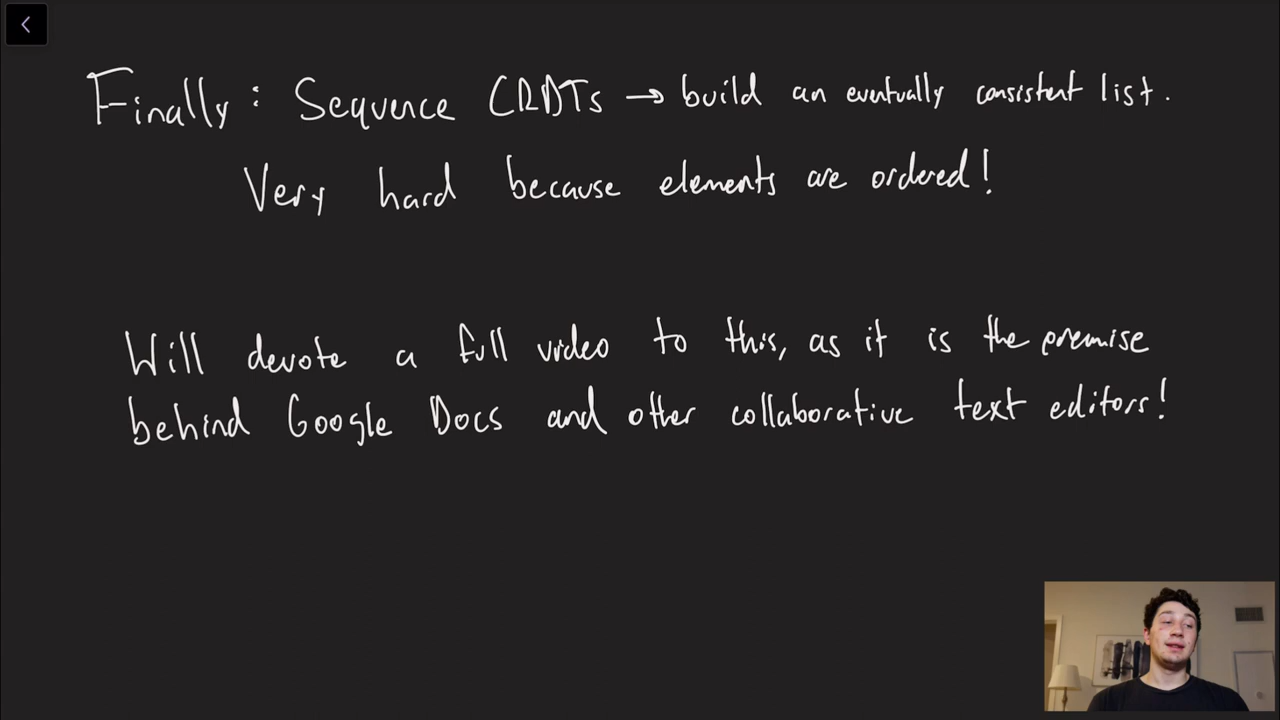 Finally: Sequence CRDTs → build an eventually consistent list.
Very hard because elements are ordered!
Will devote a full video to this, as it is the premise
behind Google Docs and other collaborative text editors!